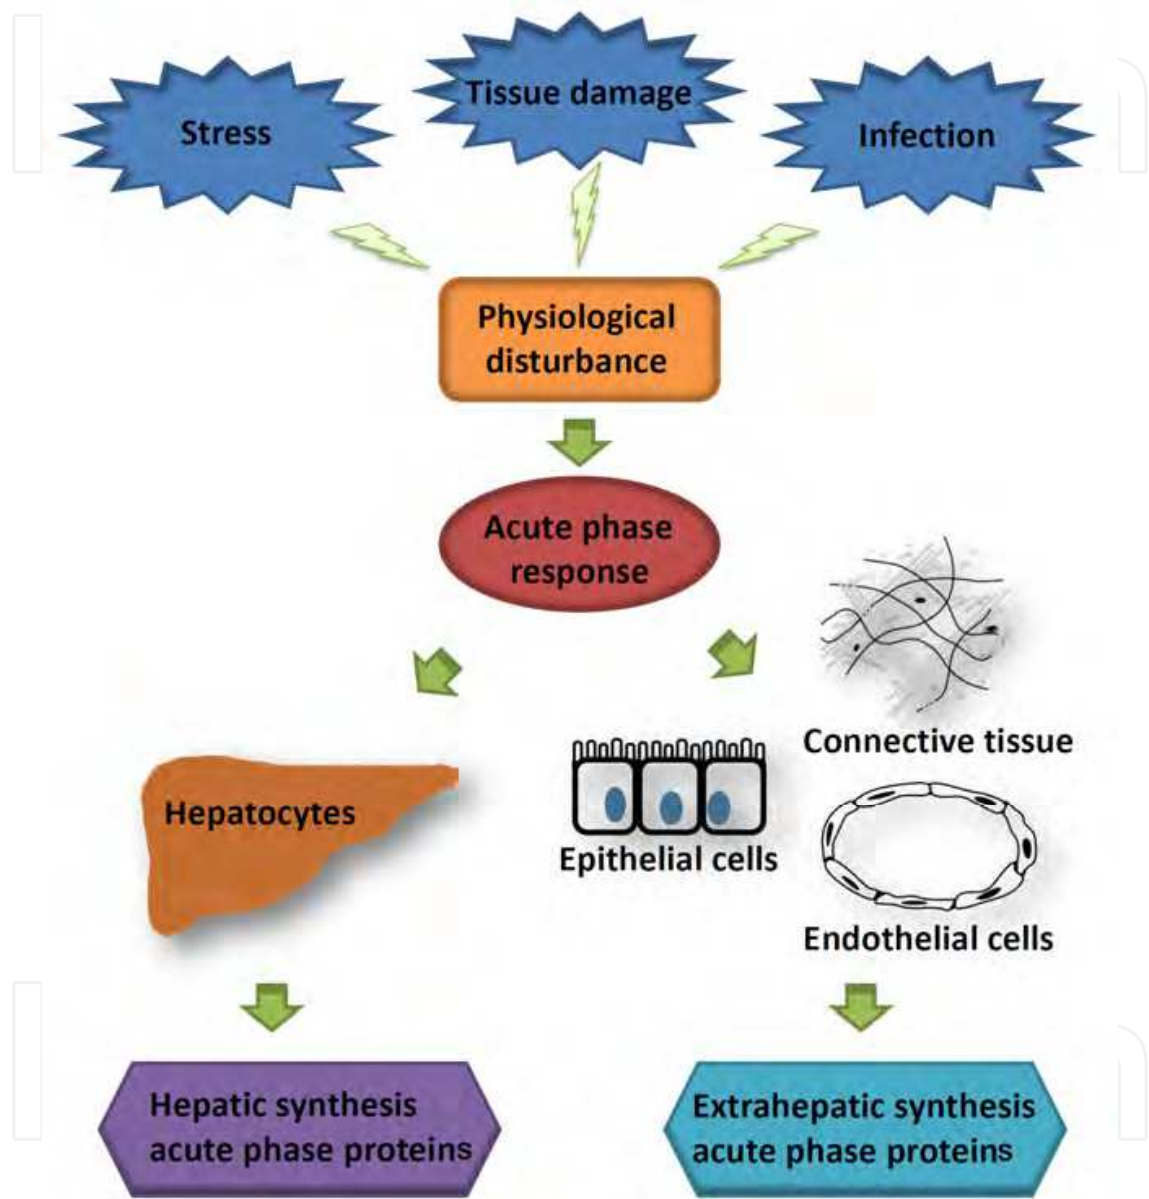 Stress
Tissue damage
Infection
Physiological
disturbance
Acute phase
response
Connective tissue
Hepatocytes
Epithelial cells
Endothelial cells
Hepatic synthesis
acute phase proteins
Extrahepatic synthesis
acute phase proteins